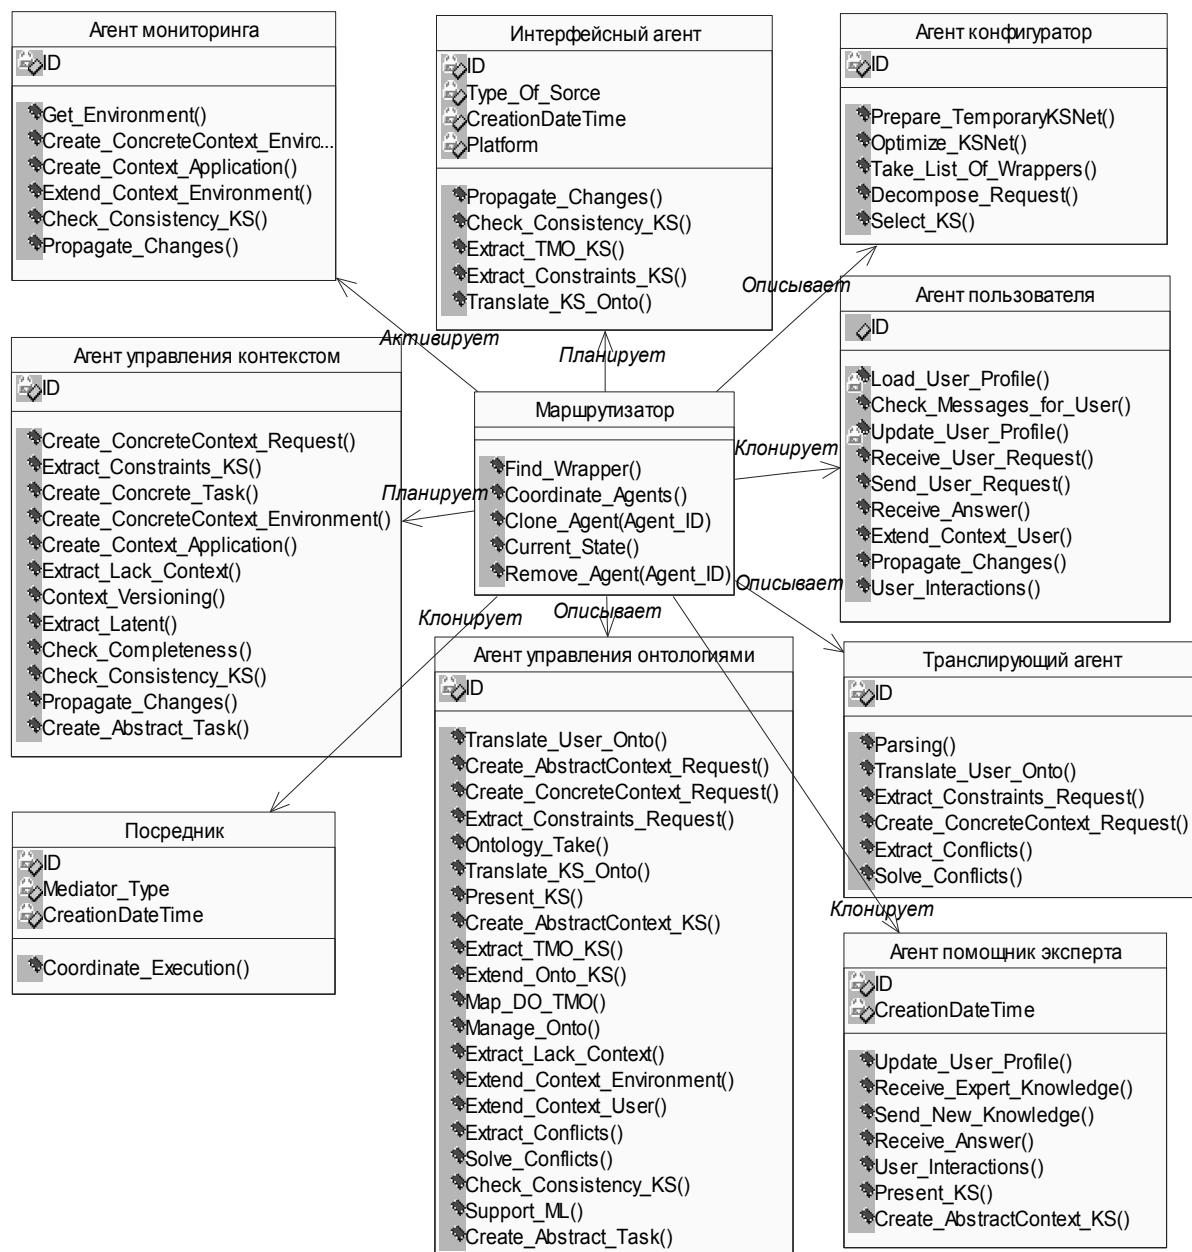 Агент мониторинга
ID
Get_Environment()
Create_ConcreteContext_Enviro...
Create_Context_Application()
Extend_Context_Environment()
Check_Consistency_KS()
Propagate_Changes()
Интерфейсный агент
ID
Type_Of_Sorce
CreationDateTime
Platform
Propagate_Changes()
Check_Consistency_KS()
Extract_TMO_KS()
Extract_Constraints_KS()
Translate_KS_Onto()
Агент конфигуратор
ID
Prepare_TemporaryKSNet()
Optimize_KSNet()
Take_List_Of_Wrappers()
Decompose_Request()
Select_KS()
Активирует
Планирует
Описывает
Агент управления контекстом
ID
Create_ConcreteContext_Request()
Extract_Constraints_KS()
Create_Concrete_Task()
Create_ConcreteContext_Environment()
Create_Context_Application()
Extract_Lack_Context()
Context_Versioning()
Extract_Latent()
Check_Completeness()
Check_Consistency_KS()
Propagate_Changes()
Create_Abstract_Task()
Планирует
Маршрутизатор
Find_Wrapper()
Coordinate_Agents()
Clone_Agent(Agent_ID)
Current_State()
Remove_Agent(Agent_ID)
Клонирует
Агент пользователя
ID
Load_User_Profile()
Check_Messages_for_User()
Update_User_Profile()
Receive_User_Request()
Send_User_Request()
Receive_Answer()
Extend_Context_User()
Propagate_Changes()
User_Interactions()
Клонирует
Описывает
Описывает
Посредник
ID
Mediator_Type
CreationDateTime
Coordinate_Execution()
Агент управления онтологиями
ID
Translate_User_Onto()
Create_AbstractContext_Request()
Create_ConcreteContext_Request()
Extract_Constraints_Request()
Ontology_Take()
Translate_KS_Onto()
Present_KS()
Create_AbstractContext_KS()
Extract_TMO_KS()
Extend_Onto_KS()
Map_DO_TMO()
Manage_Onto()
Extract_Lack_Context()
Extend_Context_Environment()
Extend_Context_User()
Extract_Conflicts()
Solve_Conflicts()
Check_Consistency_KS()
Support_ML()
Create_Abstract_Task()
Транслирующий агент
ID
Parsing()
Translate_User_Onto()
Extract_Constraints_Request()
Create_ConcreteContext_Request()
Extract_Conflicts()
Solve_Conflicts()
Клонирует
Агент помощник эксперта
ID
CreationDateTime
Update_User_Profile()
Receive_Expert_Knowledge()
Send_New_Knowledge()
Receive_Answer()
User_Interactions()
Present_KS()
Create_AbstractContext_KS()